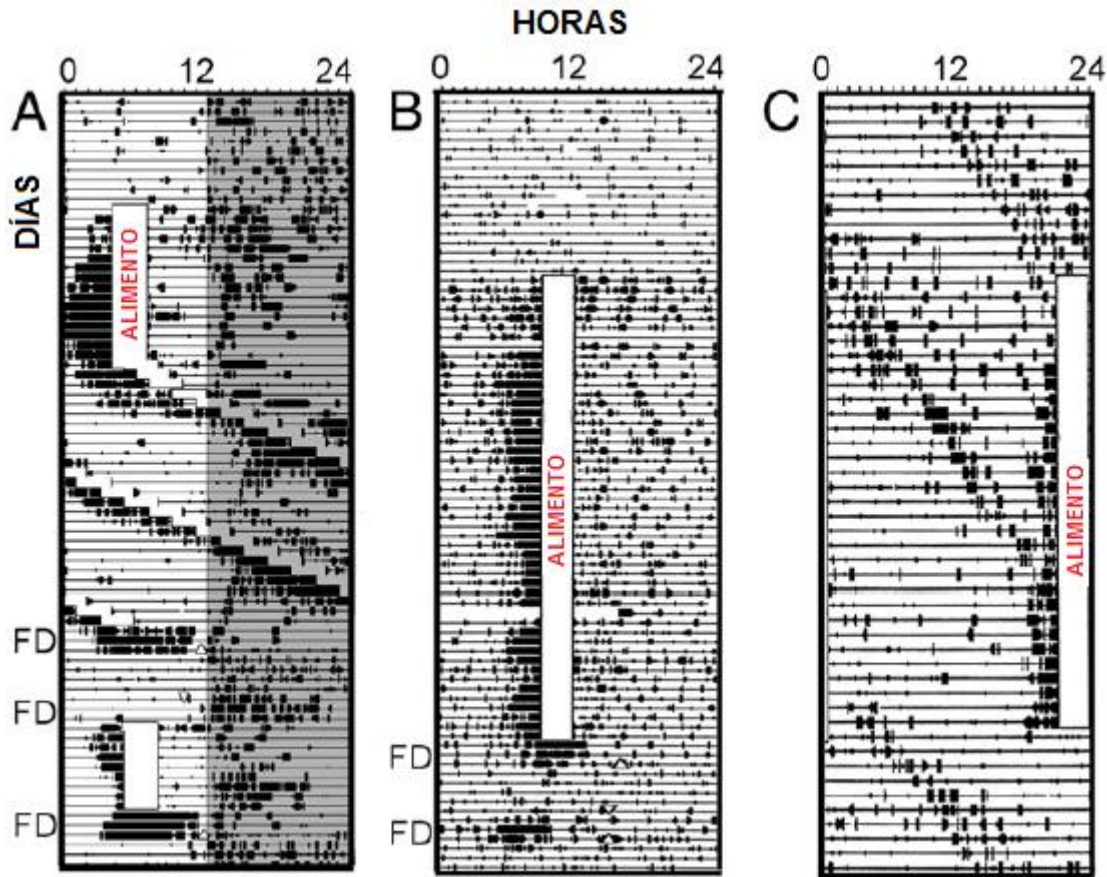 HORAS
0 12 24
0 12 24
0 12 24
A
B
C
DÍAS
ALIMENTO
ALIMENTO
ALIMENTO
FD
FD
FD
FD
FD